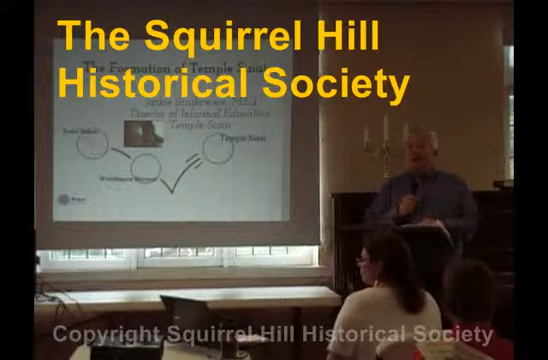 The Squirrel Hill
Historical Society
The Formation of Temple Sinai
Director of Informal Education
Temple Sinai
Temple Sinai
Copyright Squirrel Hill Historical Society